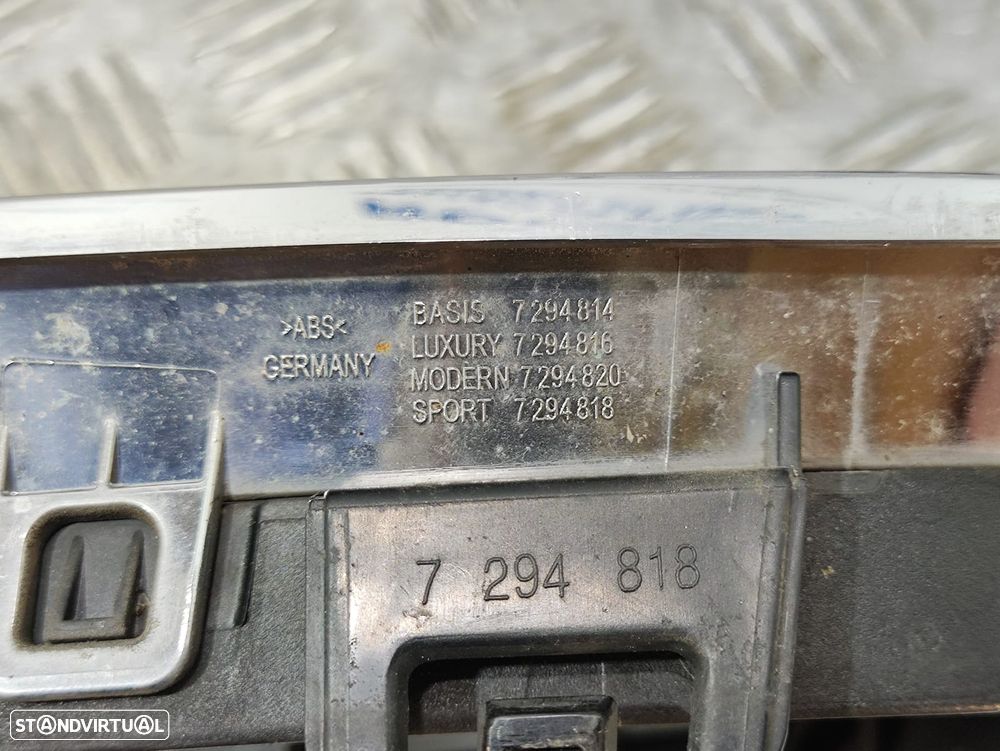 >ABS<
GERMANY
BASIS 7294814
LUXURY 7294816
MODERN 7294820
SPORT 7294818
7 294 818
STANDVIRTUAL